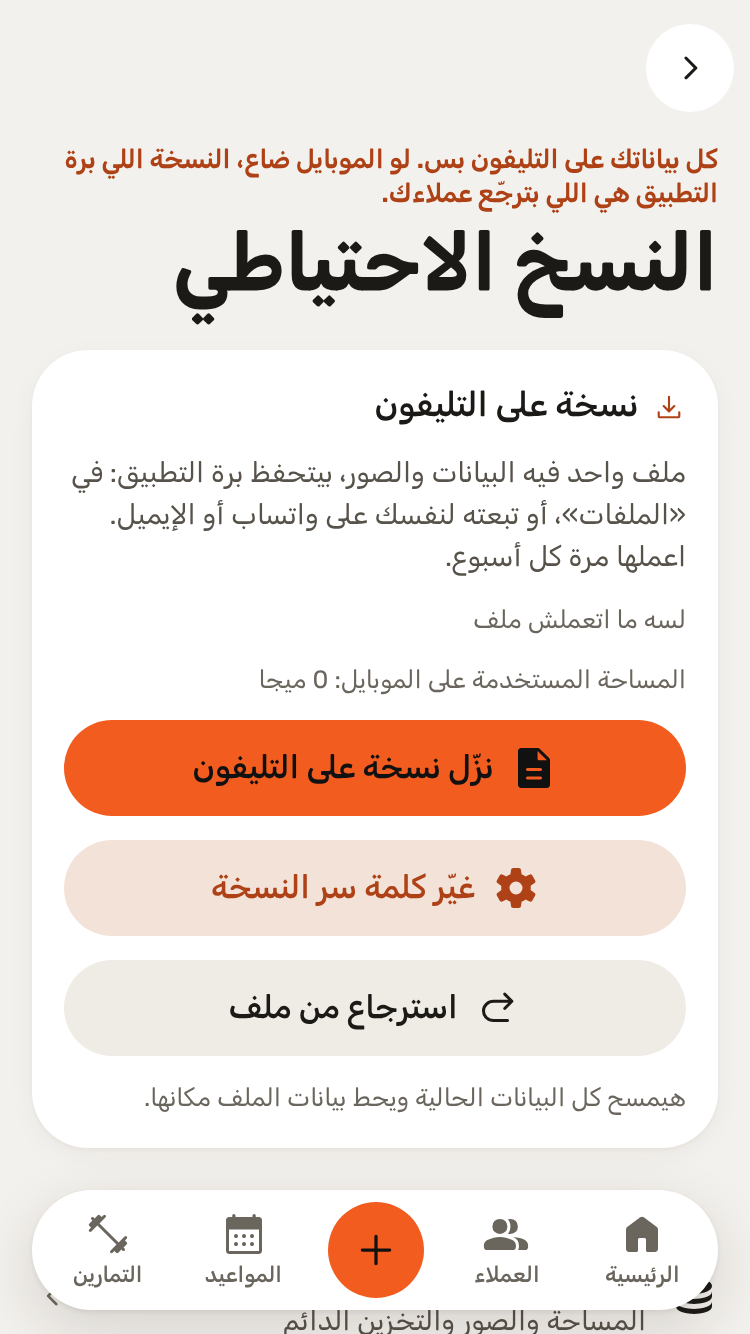 كل بياناتك على التليفون بس. لو الموبايل ضاع، النسخة اللي برة
التطبيق هي اللي بترجّع عملاءك.
النسخ الاحتياطي
نسخة على التليفون
ملف واحد فيه البيانات والصور، بيتحفظ برة التطبيق: في
«الملفات»، أو تبعته لنفسك على واتساب أو الإيميل.
اعملها مرة كل أسبوع.
لسه ما اتعملش ملف
المساحة المستخدمة على الموبايل: 0 ميجا
نزّل نسخة على التليفون
غيّر كلمة سر النسخة
استرجاع من ملف
هيمسح كل البيانات الحالية ويحط بيانات الملف مكانها.
الرئيسية
العملاء
المواعيد
التمارين
المساحة والصور والتخزين الدائم